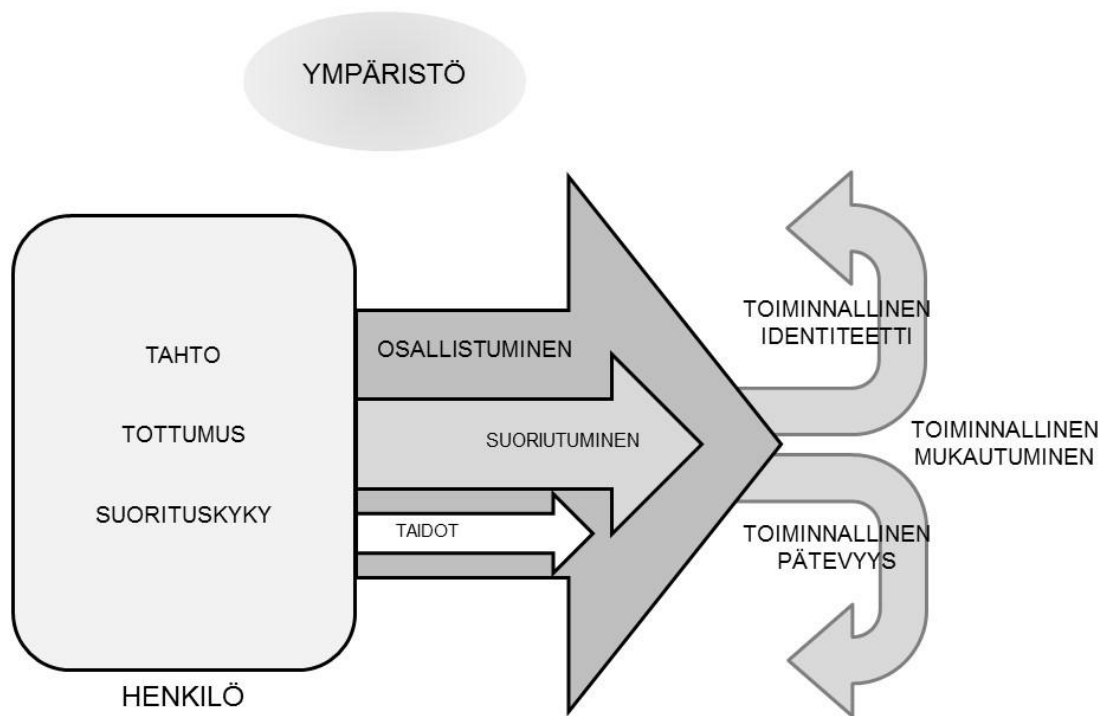 YMPÄRISTÖ
TAHTO
TOTTUMUS
SUORITUSKYKY
HENKILÖ
OSALLISTUMINEN
SUORIUTUMINEN
TAIDOT
TOIMINNALLINEN
IDENTITEETTI
TOIMINNALLINEN
MUKAUTUMINEN
TOIMINNALLINEN
PÄTEVYYS